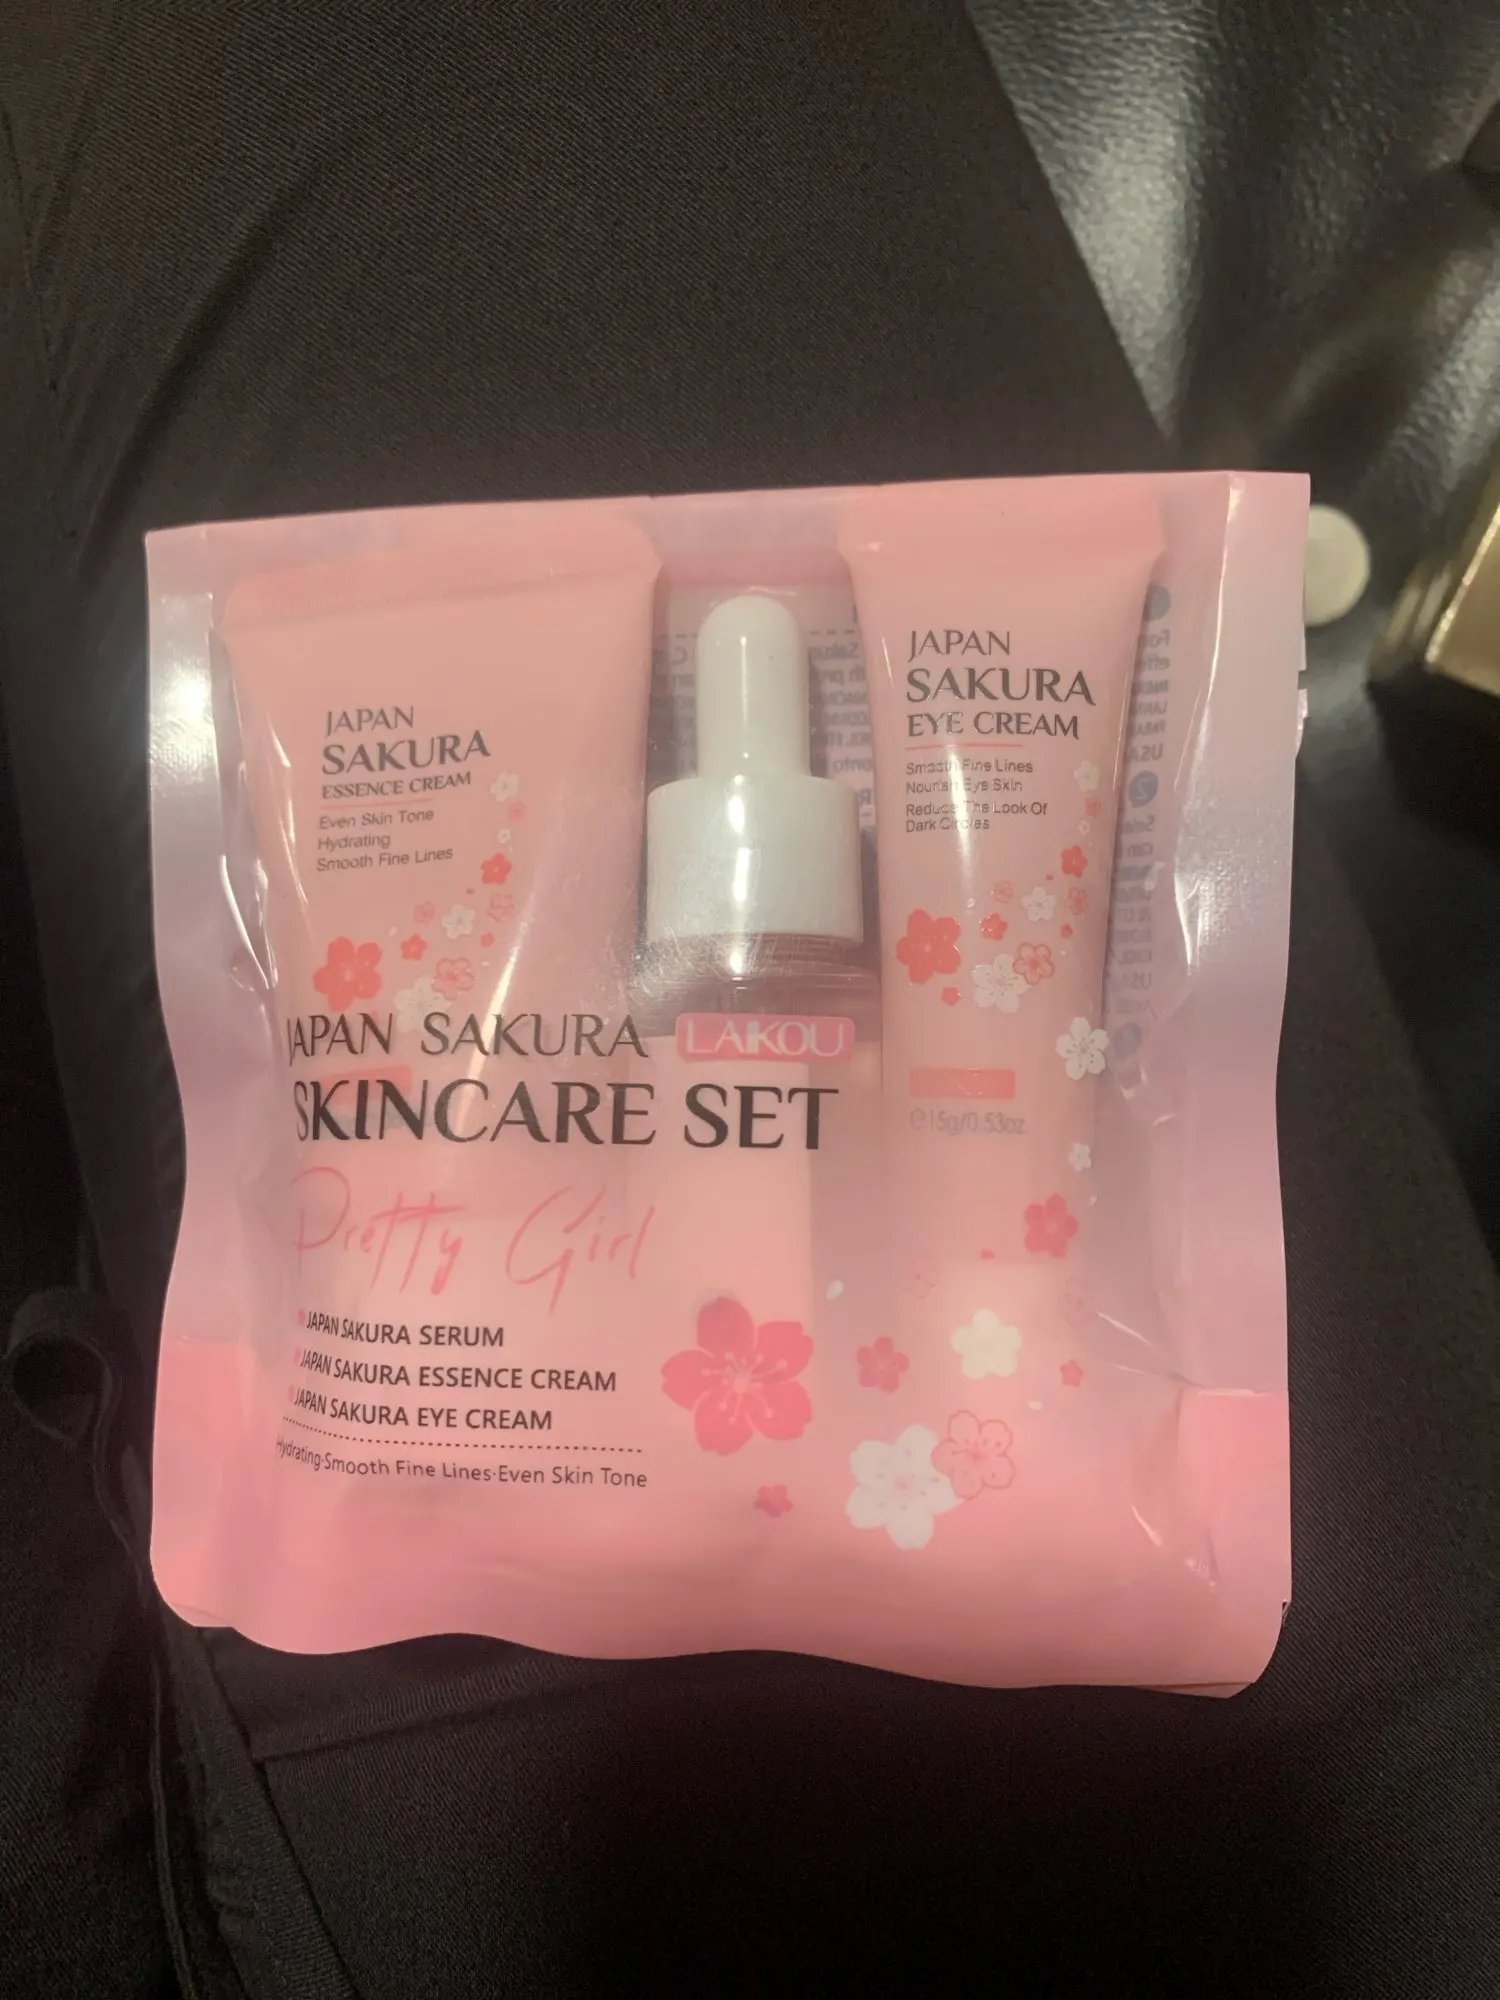 JAPAN
SAKURA
ESSENCE CREAM
Even Skin Tone
Hydrating
Smooth Fine Lines
JAPAN
SAKURA
EYE CREAM
Smooth Fine Lines
Nourish Eye Skin
Reduce The Look Of
Dark Circles
℮15g/0.53oz
JAPAN SAKURA LAIKOU
SKINCARE SET
Pretty Girl
JAPAN SAKURA SERUM
JAPAN SAKURA ESSENCE CREAM
JAPAN SAKURA EYE CREAM
Hydrating·Smooth Fine Lines·Even Skin Tone